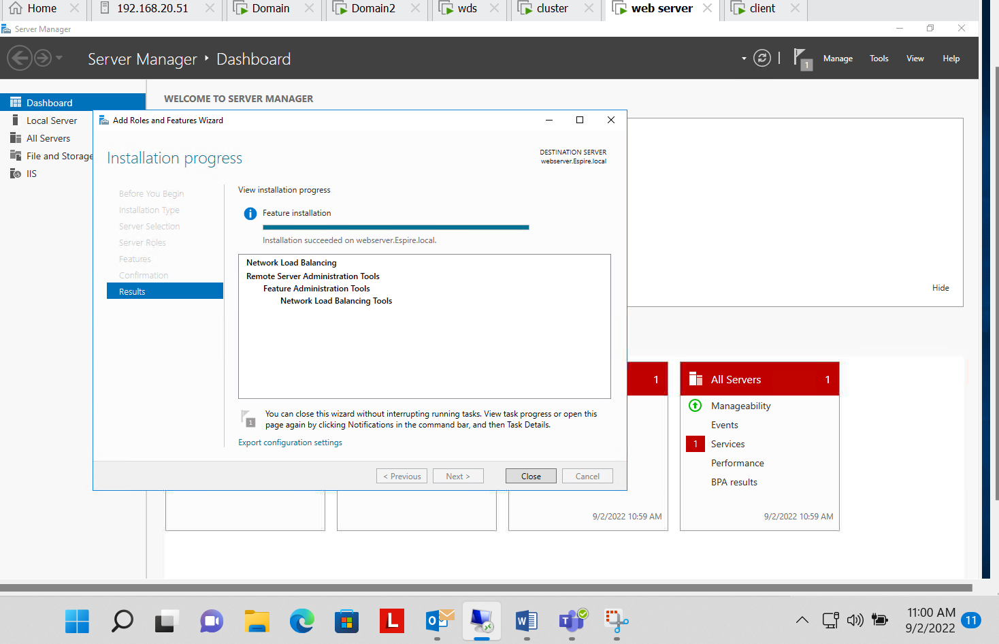 Home
192.168.20.51
Domain
Domain2
wds
cluster
web server
client
Server Manager
Server Manager ‣ Dashboard
1
Manage
Tools
View
Help
Dashboard
Local Server
All Servers
File and Storage
IIS
WELCOME TO SERVER MANAGER
Add Roles and Features Wizard
Installation progress
DESTINATION SERVER
webserver.Espire.local
Before You Begin
Installation Type
Server Selection
Server Roles
Features
Confirmation
Results
View installation progress
Feature installation
Installation succeeded on webserver.Espire.local.
Network Load Balancing
Remote Server Administration Tools
Feature Administration Tools
Network Load Balancing Tools
1
You can close this wizard without interrupting running tasks. View task progress or open this
page again by clicking Notifications in the command bar, and then Task Details.
Export configuration settings
< Previous
Next >
Close
Cancel
Hide
1
9/2/2022 10:59 AM
All Servers
1
Manageability
Events
1
Services
Performance
BPA results
9/2/2022 10:59 AM
11:00 AM
9/2/2022
11